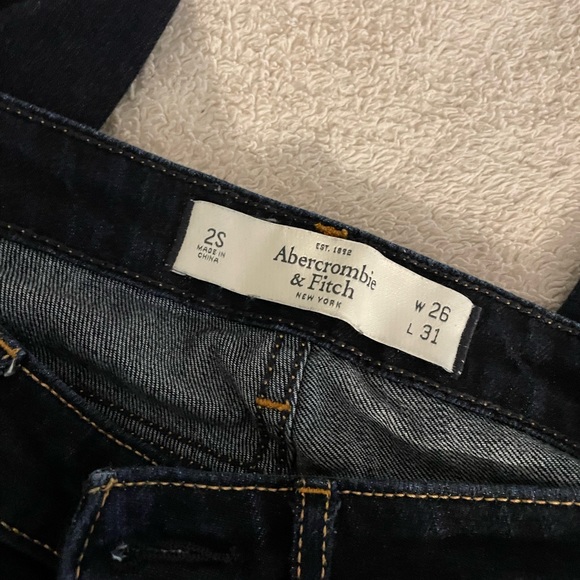 2S
MADE IN
CHINA
EST. 1892
Abercrombie
& Fitch
NEW YORK
W 26
L 31